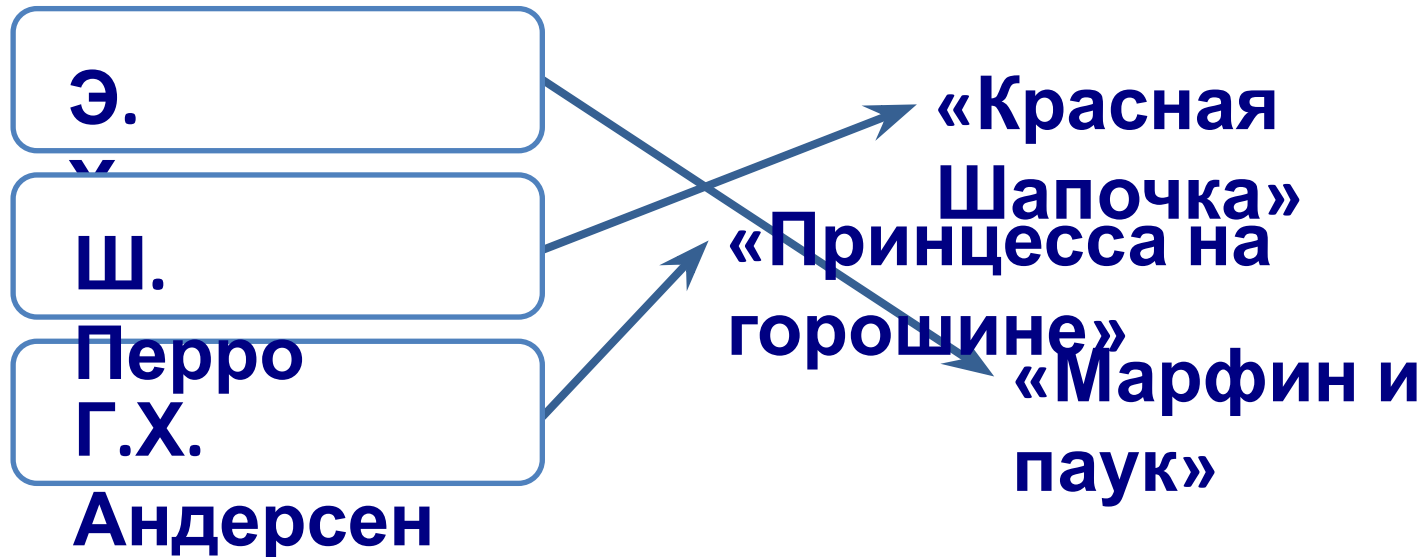 Э.
Ш.
Перро
Г.Х.
Андерсен
«Красная
Шапочка»
«Принцесса на
горошине»
«Марфин и
паук»